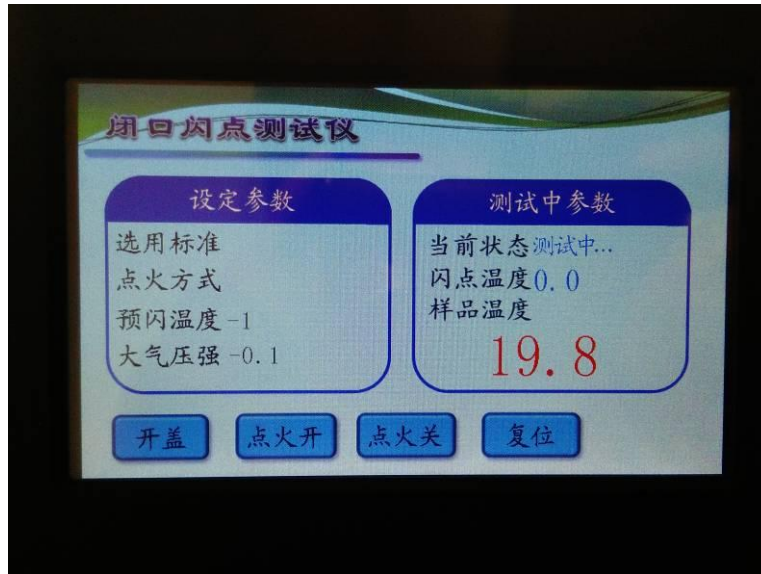 闭口闪点测试仪
设定参数
选用标准
点火方式
预闪温度 -1
大气压强 -0.1
测试中参数
当前状态 测试中...
闪点温度 0.0
样品温度
19.8
开盖 点火开 点火关 复位